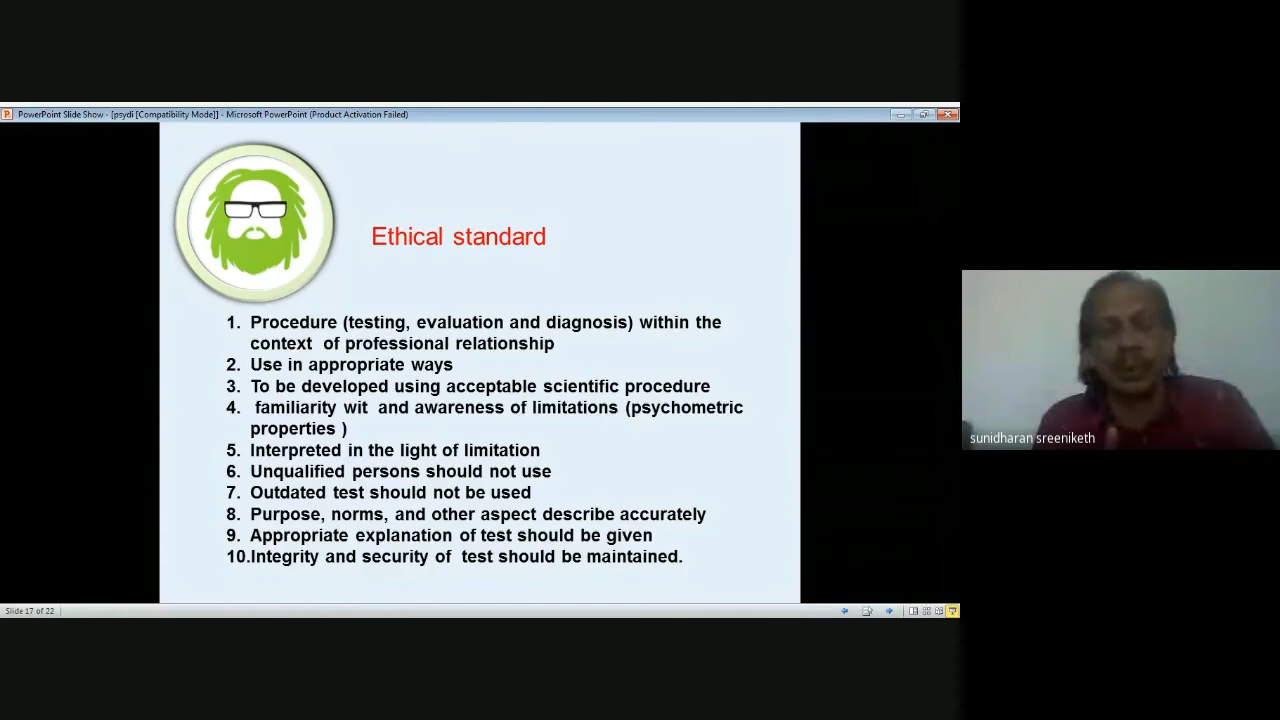 PowerPoint Slide Show - [psydi [Compatibility Mode]] - Microsoft PowerPoint (Product Activation Failed)
Ethical standard
1. Procedure (testing, evaluation and diagnosis) within the
context of professional relationship
2. Use in appropriate ways
3. To be developed using acceptable scientific procedure
4. familiarity wit and awareness of limitations (psychometric
properties )
5. Interpreted in the light of limitation
6. Unqualified persons should not use
7. Outdated test should not be used
8. Purpose, norms, and other aspect describe accurately
9. Appropriate explanation of test should be given
10.Integrity and security of test should be maintained.
sunidharan sreeniketh
Slide 17 of 22